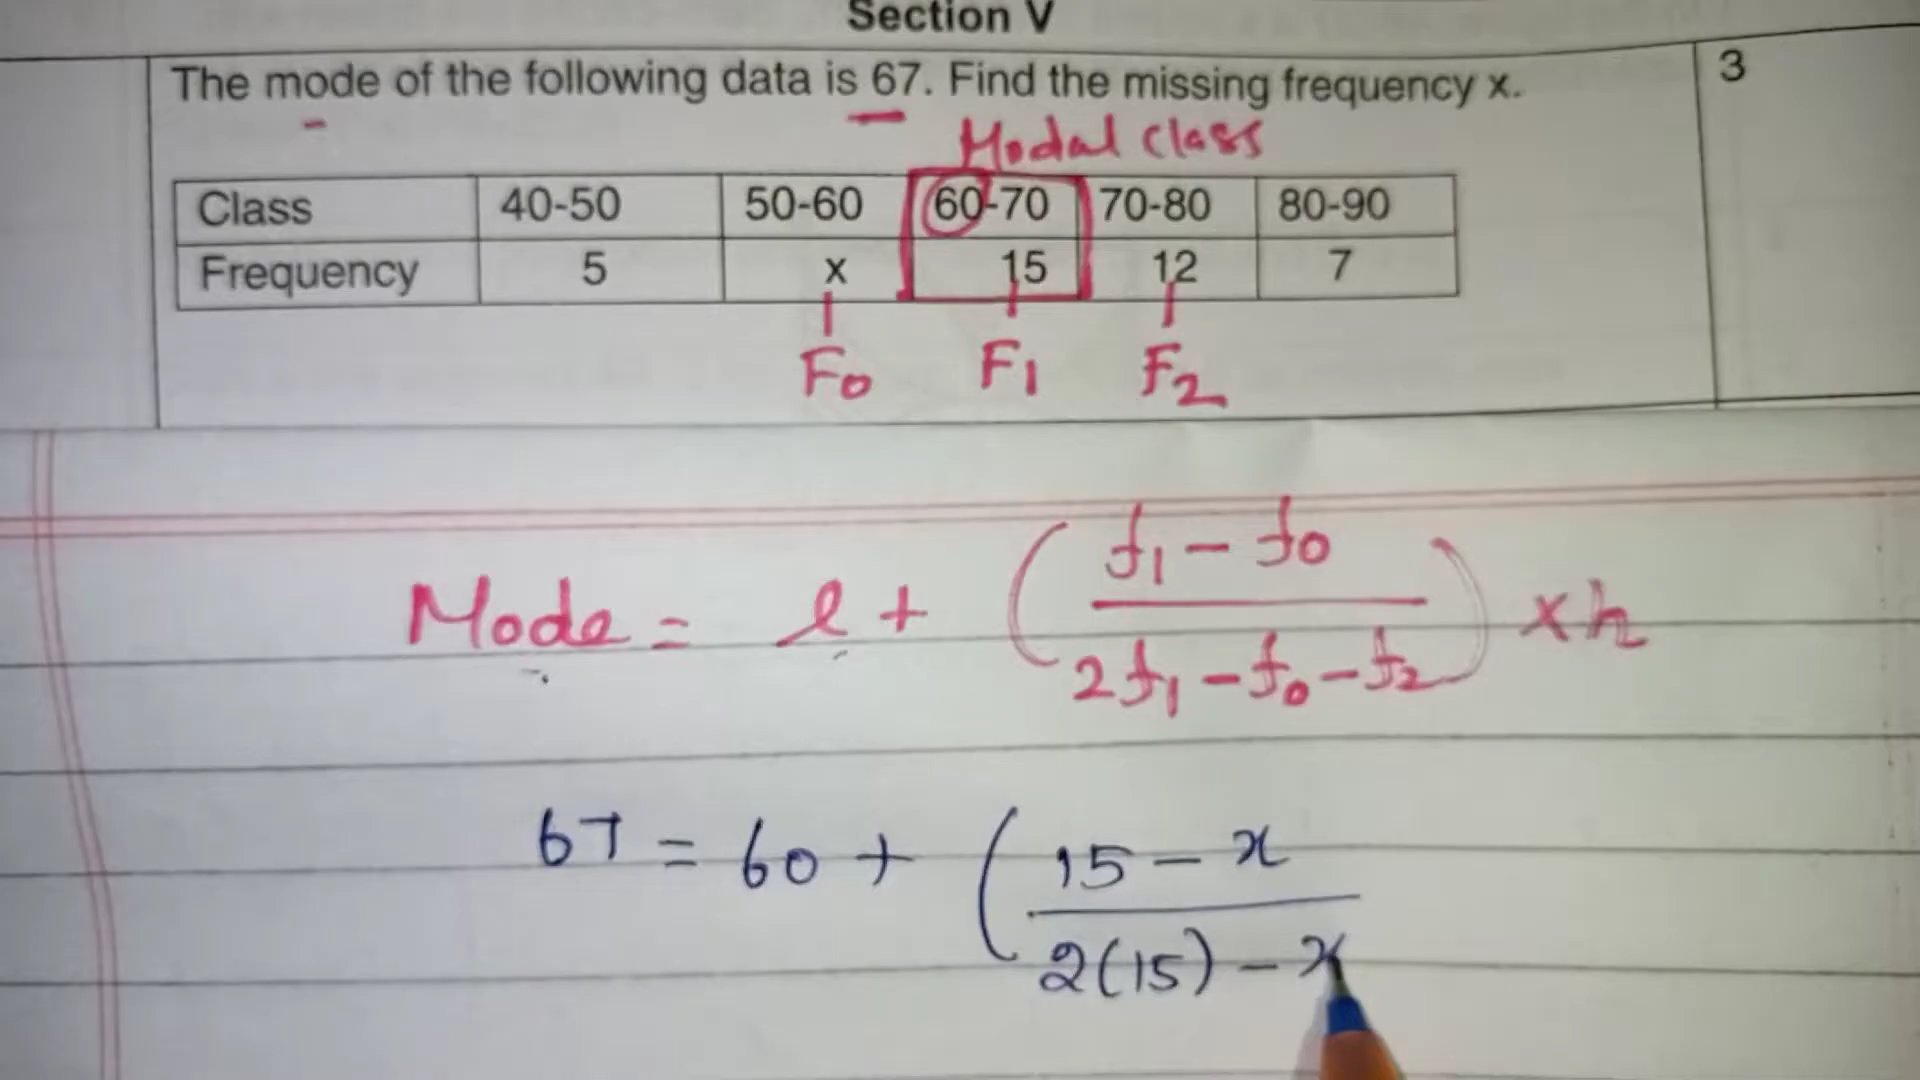 Section V
The mode of the following data is 67. Find the missing frequency x.
3
Modal class
Class 40-50 50-60 60-70 70-80 80-90
Frequency 5 x 15 12 7
F0 F1 F2
Mode = l + ( f1 - f0 / 2f1 - f0 - f2 ) x h
67 = 60 + ( 15 - x / 2(15) - x